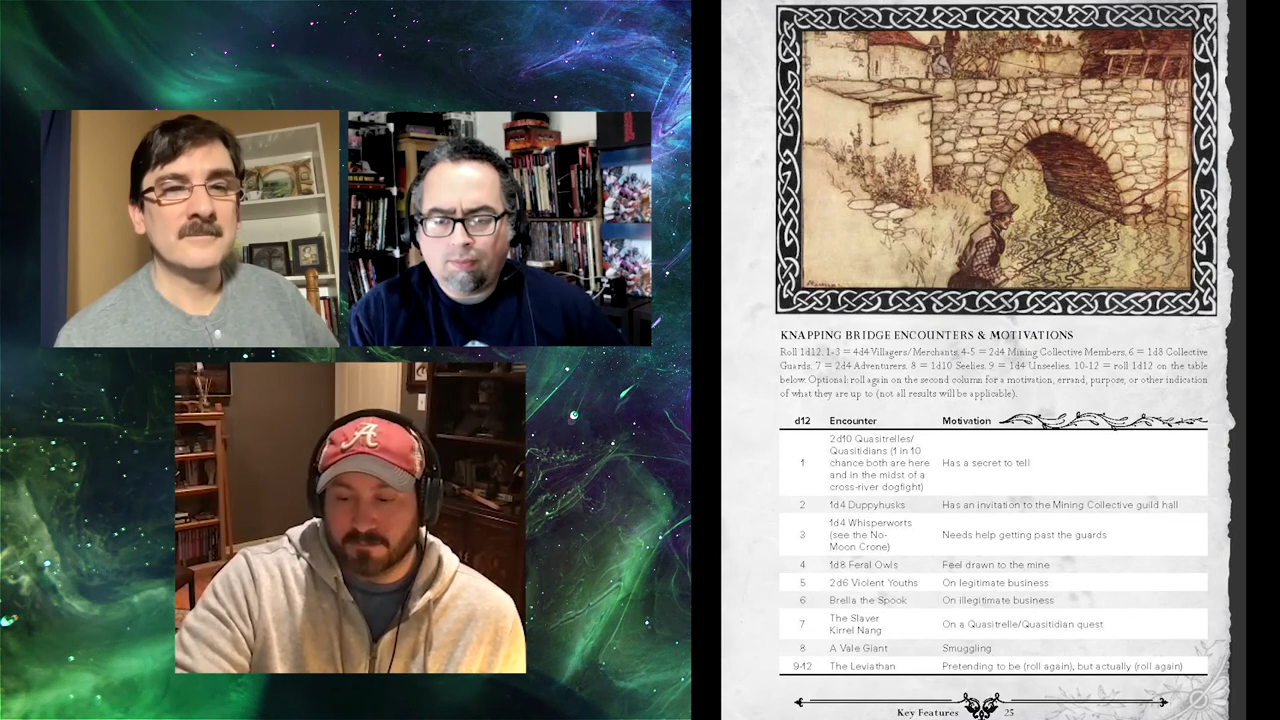 A
KNAPPING BRIDGE ENCOUNTERS & MOTIVATIONS
Roll 1d12. 1-3 = 4d4 Villagers/Merchants. 4-5 = 2d4 Mining Collective Members. 6 = 1d8 Collective
Guards. 7 = 2d4 Adventurers. 8 = 1d10 Seelies. 9 = 1d4 Unseelies. 10-12 = roll 1d12 on the table
below. Optional: roll again on the second column for a motivation, errand, purpose, or other indication
of what they are up to (not all results will be applicable).
d12 Encounter Motivation
2d10 Quasitrelles/
Quasitidians (1 in 10
1 chance both are here Has a secret to tell
and in the midst of a
cross-river dogfight)
2 1d4 Duppyhusks Has an invitation to the Mining Collective guild hall
1d4 Whisperworts
3 (see the No- Needs help getting past the guards
Moon Crone)
4 1d8 Feral Owls Feel drawn to the mine
5 2d6 Violent Youths On legitimate business
6 Brella the Spook On illegitimate business
7 The Slaver On a Quasitrelle/Quasitidian quest
Kirrel Nang
8 A Vale Giant Smuggling
9-12 The Leviathan Pretending to be (roll again), but actually (roll again)
Key Features 25